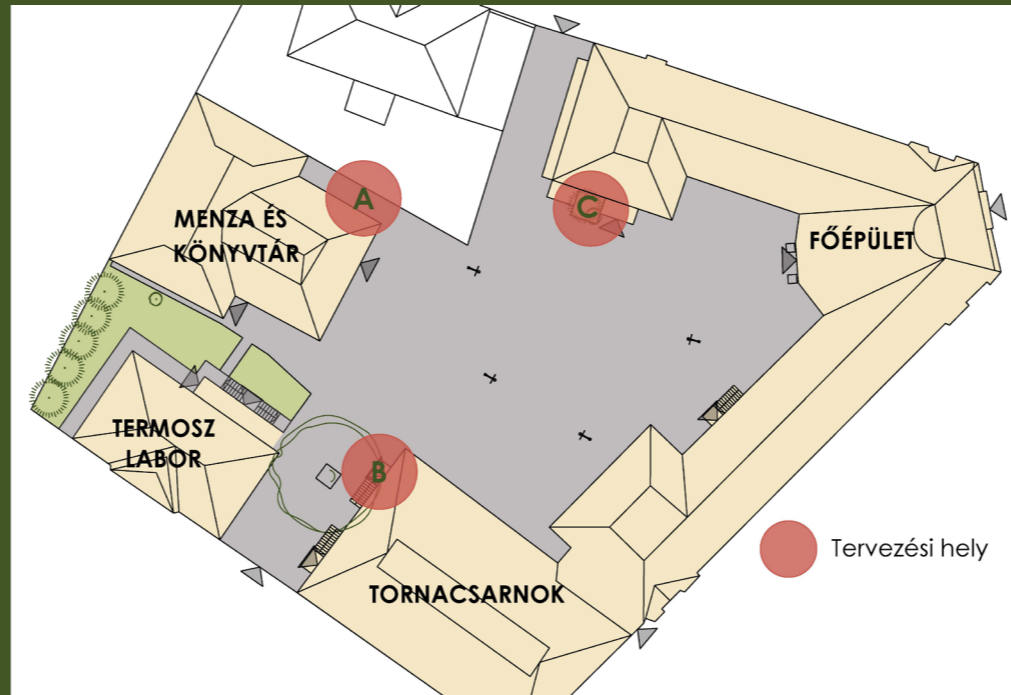 A
C
MENZA ÉS
KÖNYVTÁR
FŐÉPÜLET
TERMOSZ
LABOR
B
Tervezési hely
TORNACSARNOK